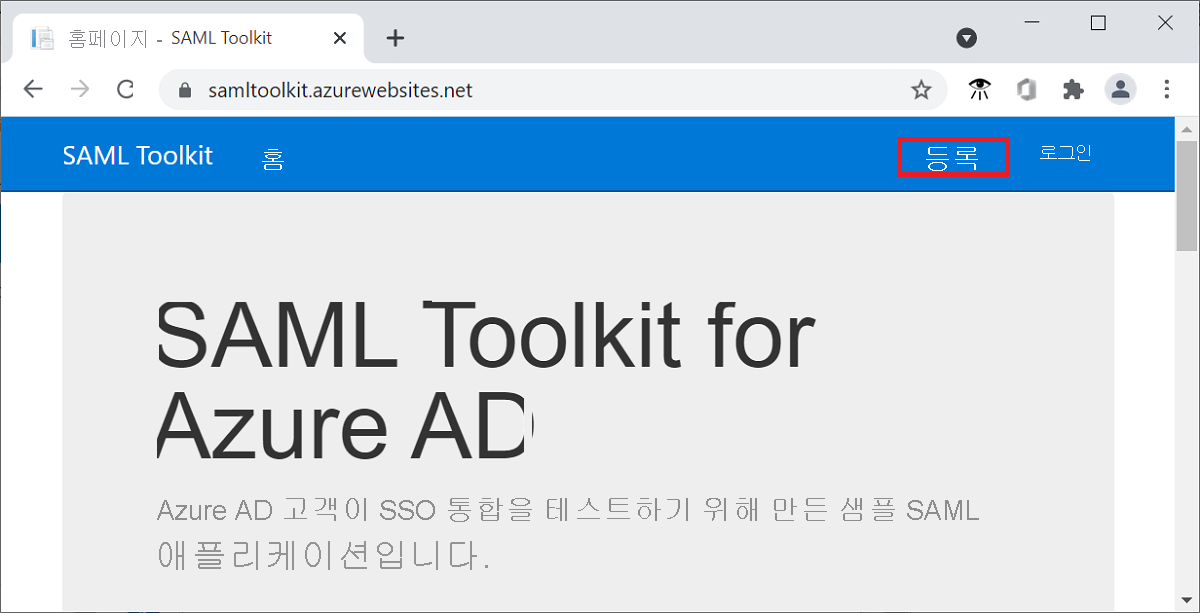 홈페이지 - SAML Toolkit
samltoolkit.azurewebsites.net
SAML Toolkit 홈 등록 로그인
SAML Toolkit for
Azure AD
Azure AD 고객이 SSO 통합을 테스트하기 위해 만든 샘플 SAML
애플리케이션입니다.